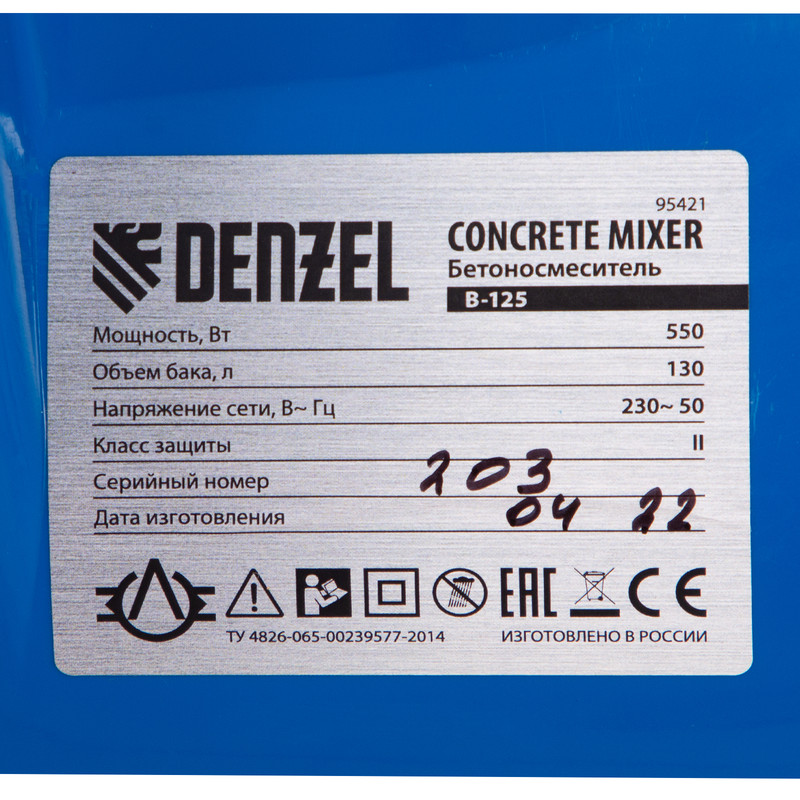 95421
DENZEL
CONCRETE MIXER
Бетоносмеситель
В-125
Мощность, Вт 550
Объем бака, л 130
Напряжение сети, В~ Гц 230~ 50
Класс защиты II
Серийный номер 203
Дата изготовления 04 22
EAC CE
ТУ 4826-065-00239577-2014 ИЗГОТОВЛЕНО В РОССИИ